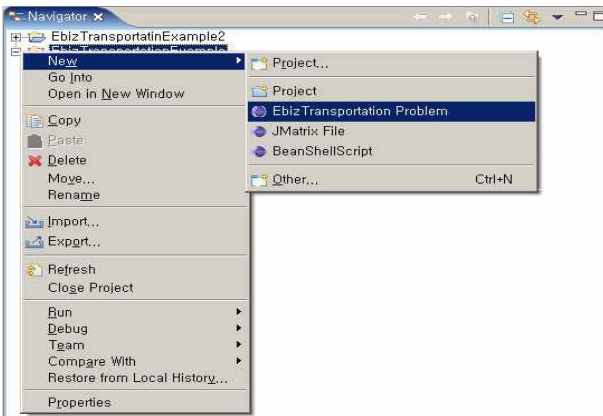 Navigator
EbizTransportatinExample2
EbizTransportationExample
New
Go Into
Open in New Window
Copy
Paste
Delete
Move...
Rename
Import...
Export...
Refresh
Close Project
Run
Debug
Team
Compare With
Restore from Local History...
Properties
Project...
Project
EbizTransportation Problem
JMatrix File
BeanShellScript
Other... Ctrl+N